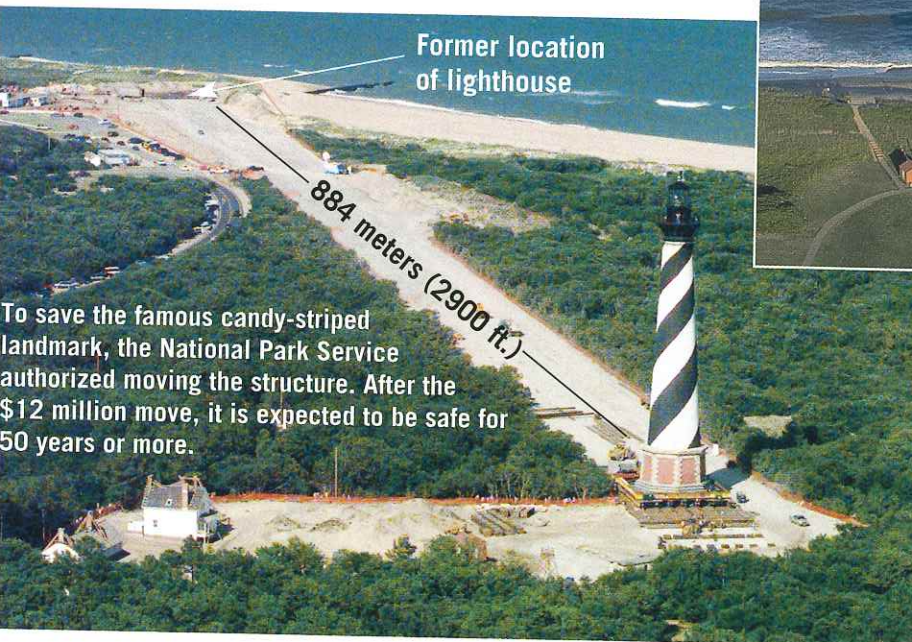 Former location
of lighthouse
884 meters (2900 ft.)
To save the famous candy-striped
landmark, the National Park Service
authorized moving the structure. After the
$12 million move, it is expected to be safe for
50 years or more.